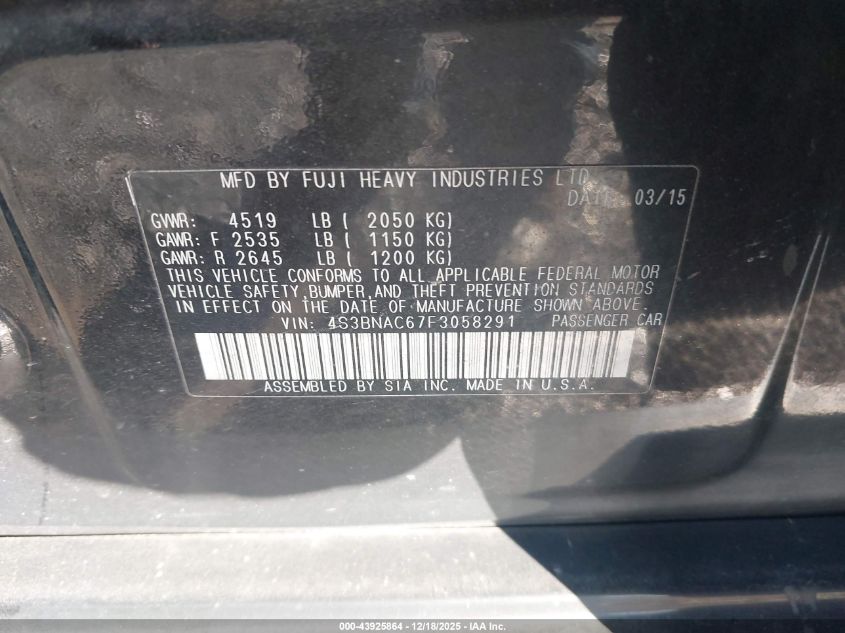 MFD BY FUJI HEAVY INDUSTRIES LTD.
DATE 03/15
GVWR: 4519 LB ( 2050 KG)
GAWR: F 2535 LB ( 1150 KG)
GAWR: R 2645 LB ( 1200 KG)
THIS VEHICLE CONFORMS TO ALL APPLICABLE FEDERAL MOTOR
VEHICLE SAFETY,BUMPER,AND THEFT PREVENTION STANDARDS
IN EFFECT ON THE DATE OF MANUFACTURE SHOWN ABOVE.
VIN: 4S3BNAC67F3058291 PASSENGER CAR
ASSEMBLED BY SIA INC. MADE IN U.S.A.
000-43925864 - 12/18/2025 - IAA Inc.